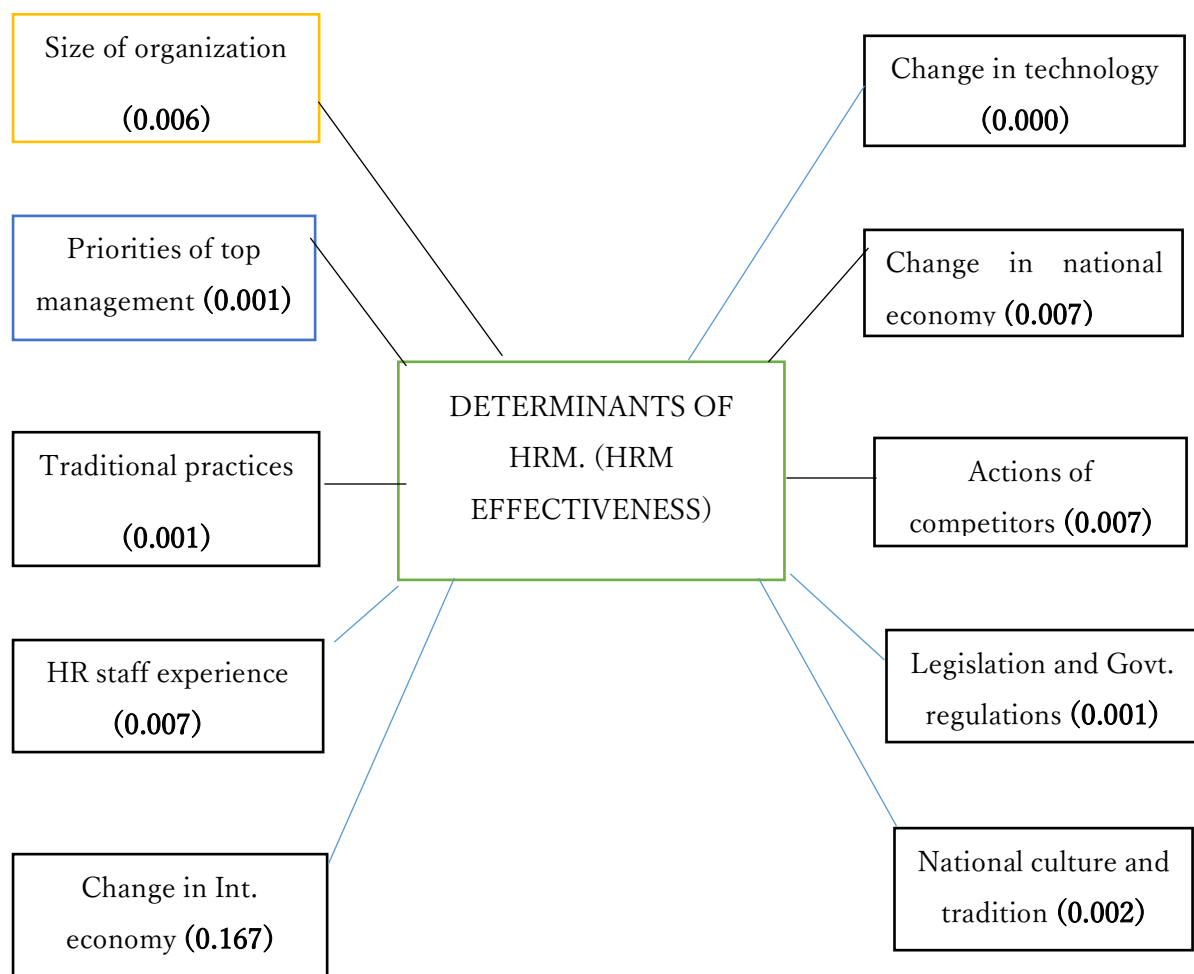 Size of organization
(0.006)
Change in technology
(0.000)
Priorities of top
management (0.001)
Change in national
economy (0.007)
DETERMINANTS OF
HRM. (HRM
EFFECTIVENESS)
Traditional practices
(0.001)
Actions of
competitors (0.007)
HR staff experience
(0.007)
Legislation and Govt.
regulations (0.001)
Change in Int.
economy (0.167)
National culture and
tradition (0.002)